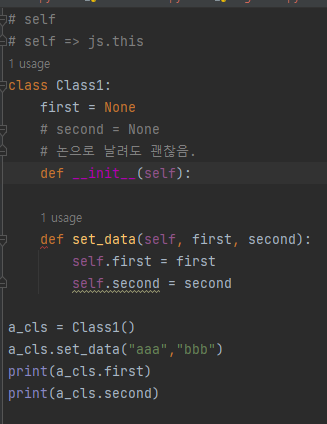 # self
# self => js.this
1 usage
class Class1:
first = None
# second = None
# 논으로 날려도 괜찮음.
def __init__(self):
1 usage
def set_data(self, first, second):
self.first = first
self.second = second
a_cls = Class1()
a_cls.set_data("aaa","bbb")
print(a_cls.first)
print(a_cls.second)